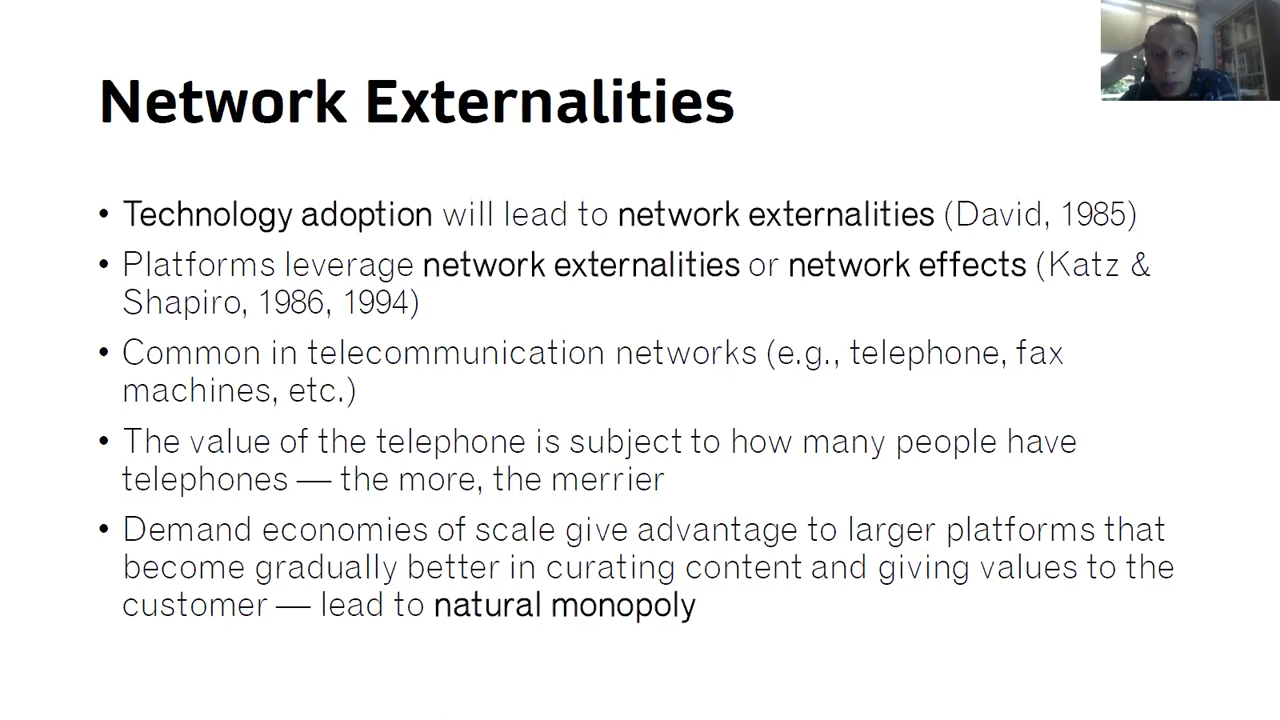 Network Externalities
• Technology adoption will lead to network externalities (David, 1985)
• Platforms leverage network externalities or network effects (Katz &
Shapiro, 1986, 1994)
• Common in telecommunication networks (e.g., telephone, fax
machines, etc.)
• The value of the telephone is subject to how many people have
telephones — the more, the merrier
• Demand economies of scale give advantage to larger platforms that
become gradually better in curating content and giving values to the
customer — lead to natural monopoly